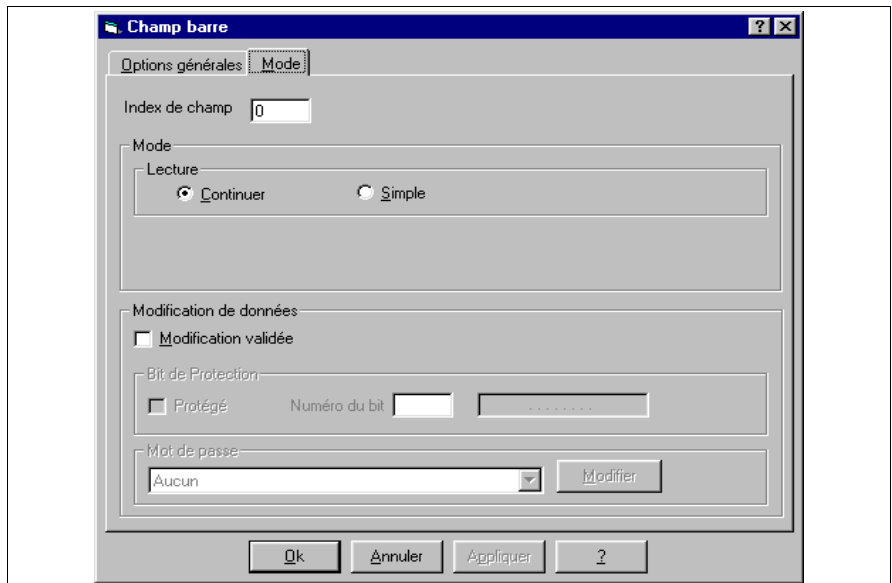 Champ barre
Options générales Mode
Index de champ 0
Mode
Lecture
Continuer Simple
Modification de données
Modification validée
Bit de Protection
Protégé Numéro du bit ........
Mot de passe
Aucun Modifier
Ok Annuler Appliquer ?